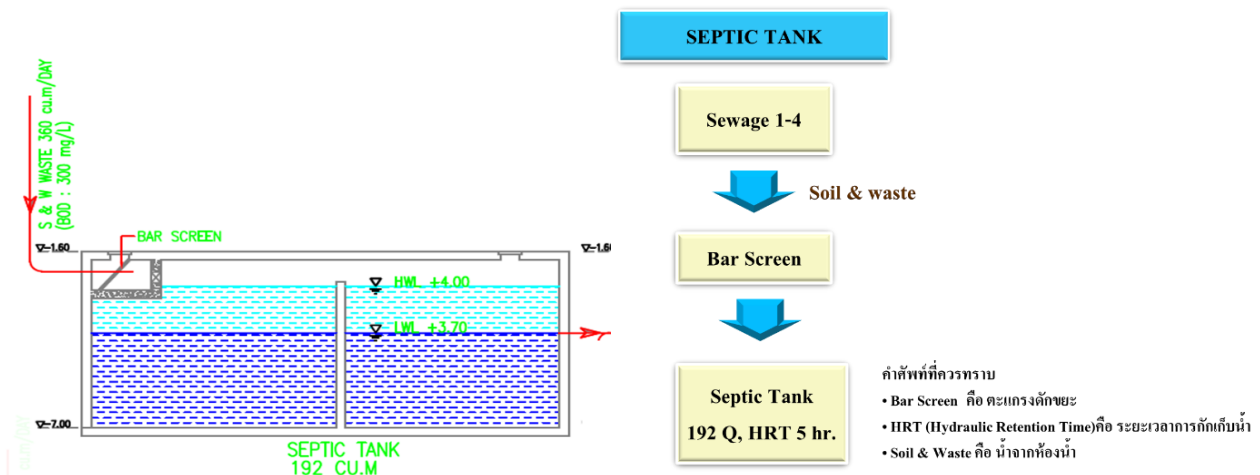 S & W WASTE 360 cu.m/DAY
(BOD : 300 mg/L)
BAR SCREEN
-1.60
-1.60
HWL +4.00
LWL +3.70
-7.00
SEPTIC TANK
192 CU.M
SEPTIC TANK
Sewage 1-4
Soil & waste
Bar Screen
Septic Tank
192 Q, HRT 5 hr.
คำศัพท์ที่ควรทราบ
• Bar Screen คือ ตะแกรงดักขยะ
• HRT (Hydraulic Retention Time)คือ ระยะเวลาการกักเก็บน้ำ
• Soil & Waste คือ น้ำจากห้องน้ำ